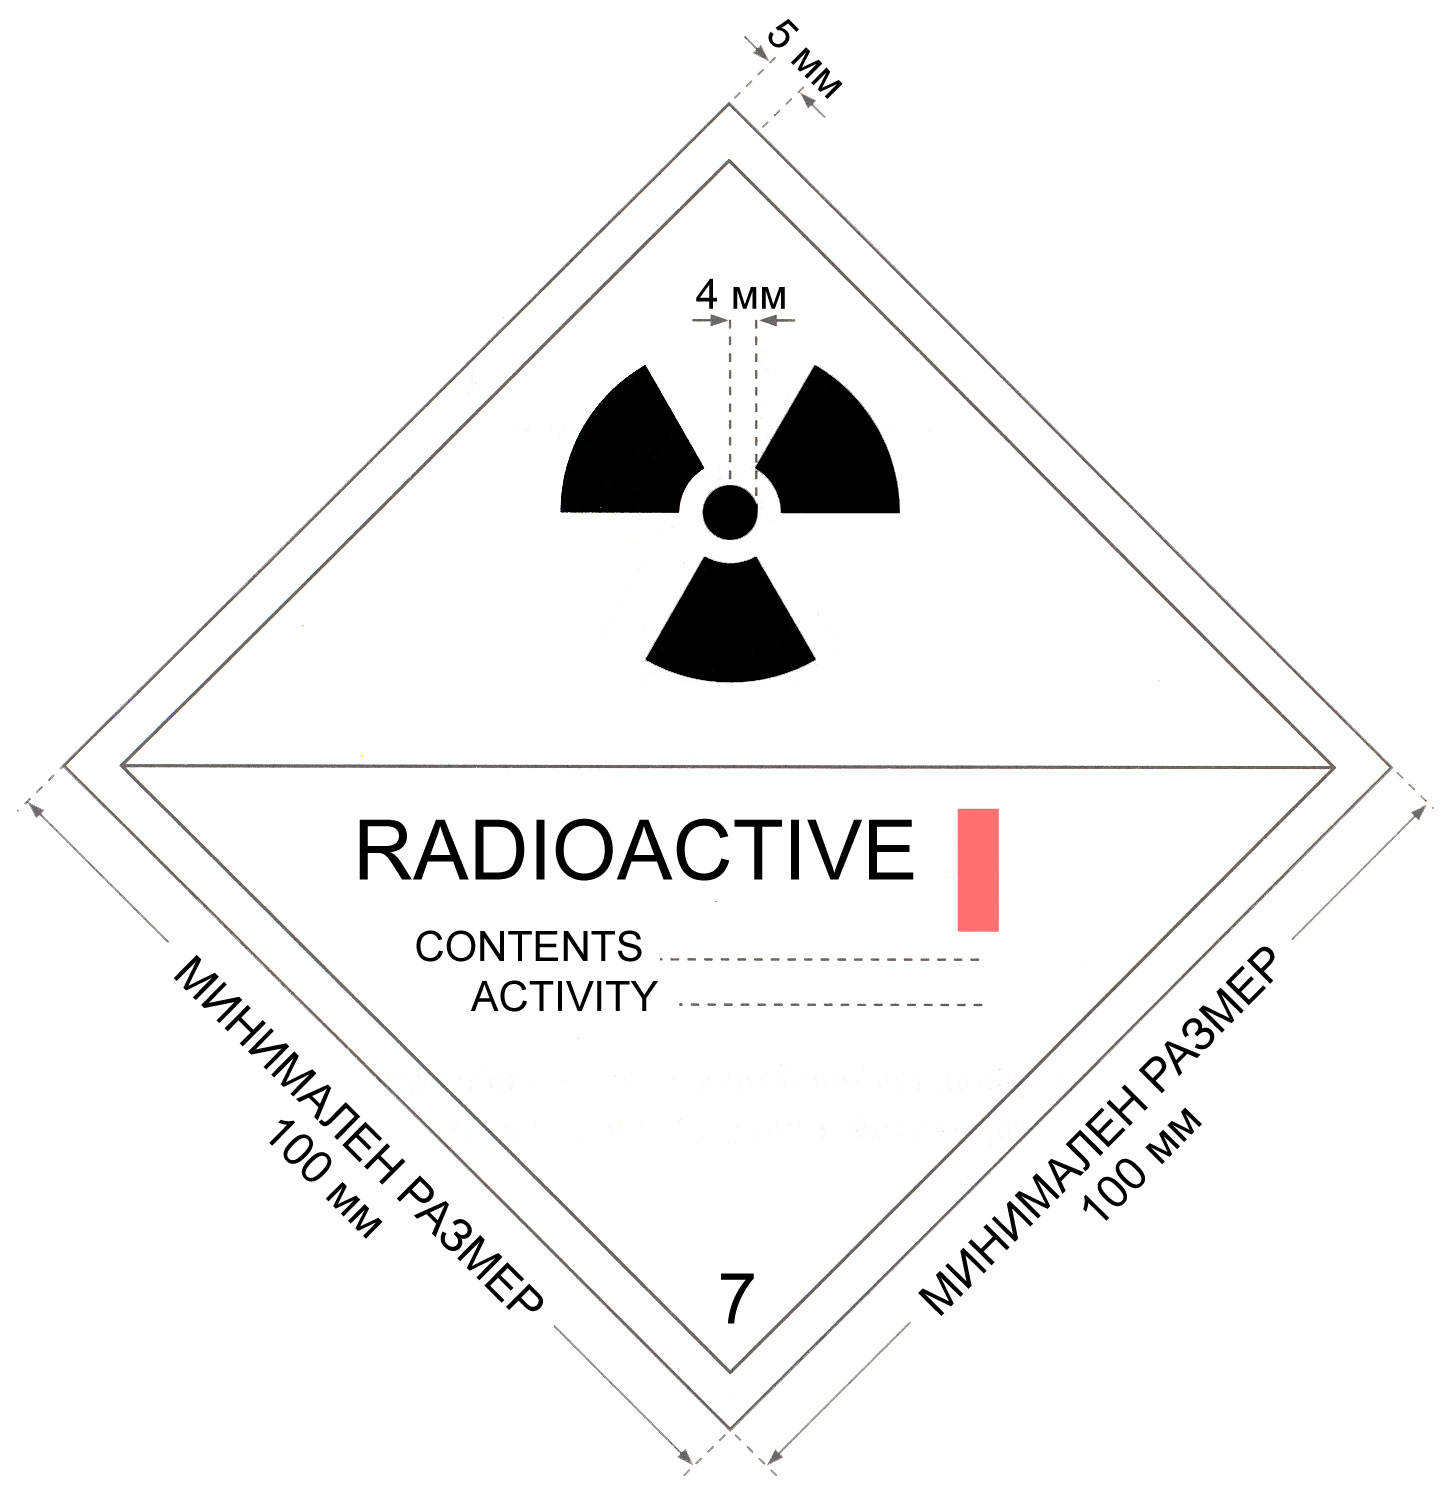 5 мм
4 мм
RADIOACTIVE
CONTENTS
ACTIVITY
МИНИМАЛЕН РАЗМЕР
100 мм
МИНИМАЛЕН РАЗМЕР
100 мм
7